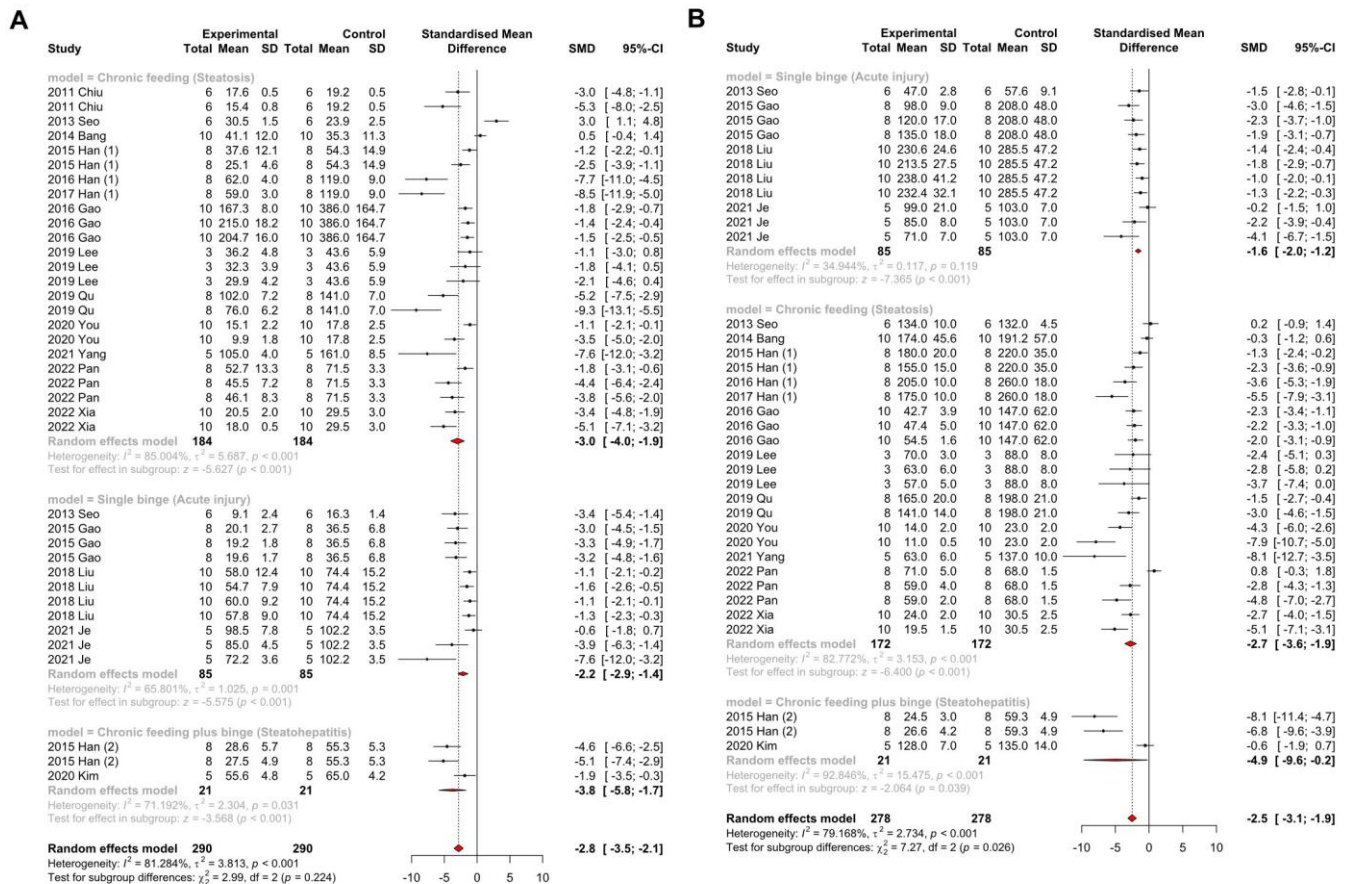 A
Experimental Control Standardised Mean
Study Total Mean SD Total Mean SD Difference SMD 95%-CI
model = Chronic feeding (Steatosis)
2011 Chiu 6 17.6 0.5 6 19.2 0.5 -3.0 [ -4.8; -1.1]
2011 Chiu 6 15.4 0.8 6 19.2 0.5 -5.3 [ -8.0; -2.5]
2013 Seo 6 30.5 1.5 6 23.9 2.5 3.0 [ 1.1; 4.8]
2014 Bang 10 41.1 12.0 10 35.3 11.3 0.5 [ -0.4; 1.4]
2015 Han (1) 8 37.6 12.1 8 54.3 14.9 -1.2 [ -2.2; -0.1]
2015 Han (1) 8 25.1 4.6 8 54.3 14.9 -2.5 [ -3.9; -1.1]
2016 Han (1) 8 62.0 4.0 8 119.0 9.0 -7.7 [-11.0; -4.5]
2017 Han (1) 8 59.0 3.0 8 119.0 9.0 -8.5 [-11.9; -5.0]
2016 Gao 10 167.3 8.0 10 386.0 164.7 -1.8 [ -2.9; -0.7]
2016 Gao 10 215.0 18.2 10 386.0 164.7 -1.4 [ -2.4; -0.4]
2016 Gao 10 204.7 16.0 10 386.0 164.7 -1.5 [ -2.5; -0.5]
2019 Lee 3 36.2 4.8 3 43.6 5.9 -1.1 [ -3.0; 0.8]
2019 Lee 3 32.3 3.9 3 43.6 5.9 -1.8 [ -4.1; 0.5]
2019 Lee 3 29.9 4.2 3 43.6 5.9 -2.1 [ -4.6; 0.4]
2019 Qu 8 102.0 7.2 8 141.0 7.0 -5.2 [ -7.5; -2.9]
2019 Qu 8 76.0 6.2 8 141.0 7.0 -9.3 [-13.1; -5.5]
2020 You 10 15.1 2.2 10 17.8 2.5 -1.1 [ -2.1; -0.1]
2020 You 10 9.9 1.8 10 17.8 2.5 -3.5 [ -5.0; -2.0]
2021 Yang 5 105.0 4.0 5 161.0 8.5 -7.6 [-12.0; -3.2]
2022 Pan 8 52.7 13.3 8 71.5 3.3 -1.8 [ -3.1; -0.6]
2022 Pan 8 45.5 7.2 8 71.5 3.3 -4.4 [ -6.4; -2.4]
2022 Pan 8 46.1 8.3 8 71.5 3.3 -3.8 [ -5.6; -2.0]
2022 Xia 10 20.5 2.0 10 29.5 3.0 -3.4 [ -4.8; -1.9]
2022 Xia 10 18.0 0.5 10 29.5 3.0 -5.1 [ -7.1; -3.2]
Random effects model 184 184 -3.0 [ -4.0; -1.9]
Heterogeneity: I² = 85.004%, τ² = 5.687, p < 0.001
Test for effect in subgroup: z = -5.627 (p < 0.001)
model = Single binge (Acute injury)
2013 Seo 6 9.1 2.4 6 16.3 1.4 -3.4 [ -5.4; -1.4]
2015 Gao 8 20.1 2.7 8 36.5 6.8 -3.0 [ -4.5; -1.5]
2015 Gao 8 19.2 1.8 8 36.5 6.8 -3.3 [ -4.9; -1.7]
2015 Gao 8 19.6 1.7 8 36.5 6.8 -3.2 [ -4.8; -1.6]
2018 Liu 10 58.0 12.4 10 74.4 15.2 -1.1 [ -2.1; -0.2]
2018 Liu 10 54.7 7.9 10 74.4 15.2 -1.6 [ -2.6; -0.5]
2018 Liu 10 60.0 9.2 10 74.4 15.2 -1.1 [ -2.1; -0.1]
2018 Liu 10 57.8 9.0 10 74.4 15.2 -1.3 [ -2.3; -0.3]
2021 Je 5 98.5 7.8 5 102.2 3.5 -0.6 [ -1.8; 0.7]
2021 Je 5 85.0 4.5 5 102.2 3.5 -3.9 [ -6.3; -1.4]
2021 Je 5 72.2 3.6 5 102.2 3.5 -7.6 [-12.0; -3.2]
Random effects model 85 85 -2.2 [ -2.9; -1.4]
Heterogeneity: I² = 65.801%, τ² = 1.025, p = 0.001
Test for effect in subgroup: z = -5.575 (p < 0.001)
model = Chronic feeding plus binge (Steatohepatitis)
2015 Han (2) 8 28.6 5.7 8 55.3 5.3 -4.6 [ -6.6; -2.5]
2015 Han (2) 8 27.5 4.9 8 55.3 5.3 -5.1 [ -7.4; -2.9]
2020 Kim 5 55.6 4.8 5 65.0 4.2 -1.9 [ -3.5; -0.3]
Random effects model 21 21 -3.8 [ -5.8; -1.7]
Heterogeneity: I² = 71.192%, τ² = 2.304, p = 0.031
Test for effect in subgroup: z = -3.568 (p < 0.001)
Random effects model 290 290 -2.8 [ -3.5; -2.1]
Heterogeneity: I² = 81.284%, τ² = 3.813, p < 0.001
Test for subgroup differences: χ²₂ = 2.99, df = 2 (p = 0.224)
-10 -5 0 5 10
B
Experimental Control Standardised Mean
Study Total Mean SD Total Mean SD Difference SMD 95%-CI
model = Single binge (Acute injury)
2013 Seo 6 47.0 2.8 6 57.6 9.1 -1.5 [ -2.8; -0.1]
2015 Gao 8 98.0 9.0 8 208.0 48.0 -3.0 [ -4.6; -1.5]
2015 Gao 8 120.0 17.0 8 208.0 48.0 -2.3 [ -3.7; -1.0]
2015 Gao 8 135.0 18.0 8 208.0 48.0 -1.9 [ -3.1; -0.7]
2018 Liu 10 230.6 24.6 10 285.5 47.2 -1.4 [ -2.4; -0.4]
2018 Liu 10 213.5 27.5 10 285.5 47.2 -1.8 [ -2.9; -0.7]
2018 Liu 10 238.0 41.2 10 285.5 47.2 -1.0 [ -2.0; -0.1]
2018 Liu 10 232.4 32.1 10 285.5 47.2 -1.3 [ -2.2; -0.3]
2021 Je 5 99.0 21.0 5 103.0 7.0 -0.2 [ -1.5; 1.0]
2021 Je 5 85.0 8.0 5 103.0 7.0 -2.2 [ -3.9; -0.4]
2021 Je 5 71.0 7.0 5 103.0 7.0 -4.1 [ -6.7; -1.5]
Random effects model 85 85 -1.6 [ -2.0; -1.2]
Heterogeneity: I² = 34.944%, τ² = 0.117, p = 0.119
Test for effect in subgroup: z = -7.365 (p < 0.001)
model = Chronic feeding (Steatosis)
2013 Seo 6 134.0 10.0 6 132.0 4.5 0.2 [ -0.9; 1.4]
2014 Bang 10 174.0 45.6 10 191.2 57.0 -0.3 [ -1.2; 0.6]
2015 Han (1) 8 180.0 20.0 8 220.0 35.0 -1.3 [ -2.4; -0.2]
2015 Han (1) 8 155.0 15.0 8 220.0 35.0 -2.3 [ -3.6; -0.9]
2016 Han (1) 8 205.0 10.0 8 260.0 18.0 -3.6 [ -5.3; -1.9]
2017 Han (1) 8 175.0 10.0 8 260.0 18.0 -5.5 [ -7.9; -3.1]
2016 Gao 10 42.7 3.9 10 147.0 62.0 -2.3 [ -3.4; -1.1]
2016 Gao 10 47.4 5.0 10 147.0 62.0 -2.2 [ -3.3; -1.0]
2016 Gao 10 54.5 1.6 10 147.0 62.0 -2.0 [ -3.1; -0.9]
2019 Lee 3 70.0 3.0 3 88.0 8.0 -2.4 [ -5.1; 0.3]
2019 Lee 3 63.0 6.0 3 88.0 8.0 -2.8 [ -5.8; 0.2]
2019 Lee 3 57.0 5.0 3 88.0 8.0 -3.7 [ -7.4; 0.0]
2019 Qu 8 165.0 20.0 8 198.0 21.0 -1.5 [ -2.7; -0.4]
2019 Qu 8 141.0 14.0 8 198.0 21.0 -3.0 [ -4.6; -1.5]
2020 You 10 14.0 2.0 10 23.0 2.0 -4.3 [ -6.0; -2.6]
2020 You 10 11.0 0.5 10 23.0 2.0 -7.9 [-10.7; -5.0]
2021 Yang 5 63.0 6.0 5 137.0 10.0 -8.1 [-12.7; -3.5]
2022 Pan 8 71.0 5.0 8 68.0 1.5 0.8 [ -0.3; 1.8]
2022 Pan 8 59.0 4.0 8 68.0 1.5 -2.8 [ -4.3; -1.3]
2022 Pan 8 59.0 2.0 8 68.0 1.5 -4.8 [ -7.0; -2.7]
2022 Xia 10 24.0 2.0 10 30.5 2.5 -2.7 [ -4.0; -1.5]
2022 Xia 10 19.5 1.5 10 30.5 2.5 -5.1 [ -7.1; -3.1]
Random effects model 172 172 -2.7 [ -3.6; -1.9]
Heterogeneity: I² = 82.772%, τ² = 3.153, p < 0.001
Test for effect in subgroup: z = -6.400 (p < 0.001)
model = Chronic feeding plus binge (Steatohepatitis)
2015 Han (2) 8 24.5 3.0 8 59.3 4.9 -8.1 [-11.4; -4.7]
2015 Han (2) 8 26.6 4.2 8 59.3 4.9 -6.8 [ -9.6; -3.9]
2020 Kim 5 128.0 7.0 5 135.0 14.0 -0.6 [ -1.9; 0.7]
Random effects model 21 21 -4.9 [ -9.6; -0.2]
Heterogeneity: I² = 92.846%, τ² = 15.475, p < 0.001
Test for effect in subgroup: z = -2.064 (p = 0.039)
Random effects model 278 278 -2.5 [ -3.1; -1.9]
Heterogeneity: I² = 79.168%, τ² = 2.734, p < 0.001
Test for subgroup differences: χ²₂ = 7.27, df = 2 (p = 0.026)
-10 -5 0 5 10